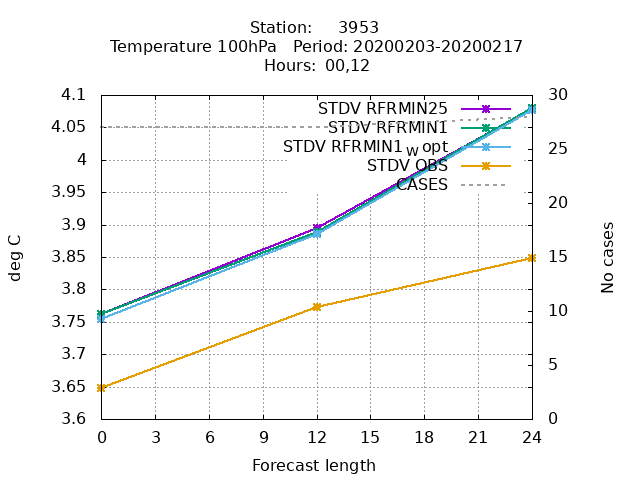 Station: 3953
Temperature 100hPa Period: 20200203-20200217
Hours: 00,12
4.1
4.05
4
3.95
3.9
3.85
3.8
3.75
3.7
3.65
3.6
30
25
20
15
10
5
0
STDV RFRMIN25
STDV RFRMIN1
STDV RFRMIN1_W opt
STDV OBS
CASES
deg C
No cases
0 3 6 9 12 15 18 21 24
Forecast length